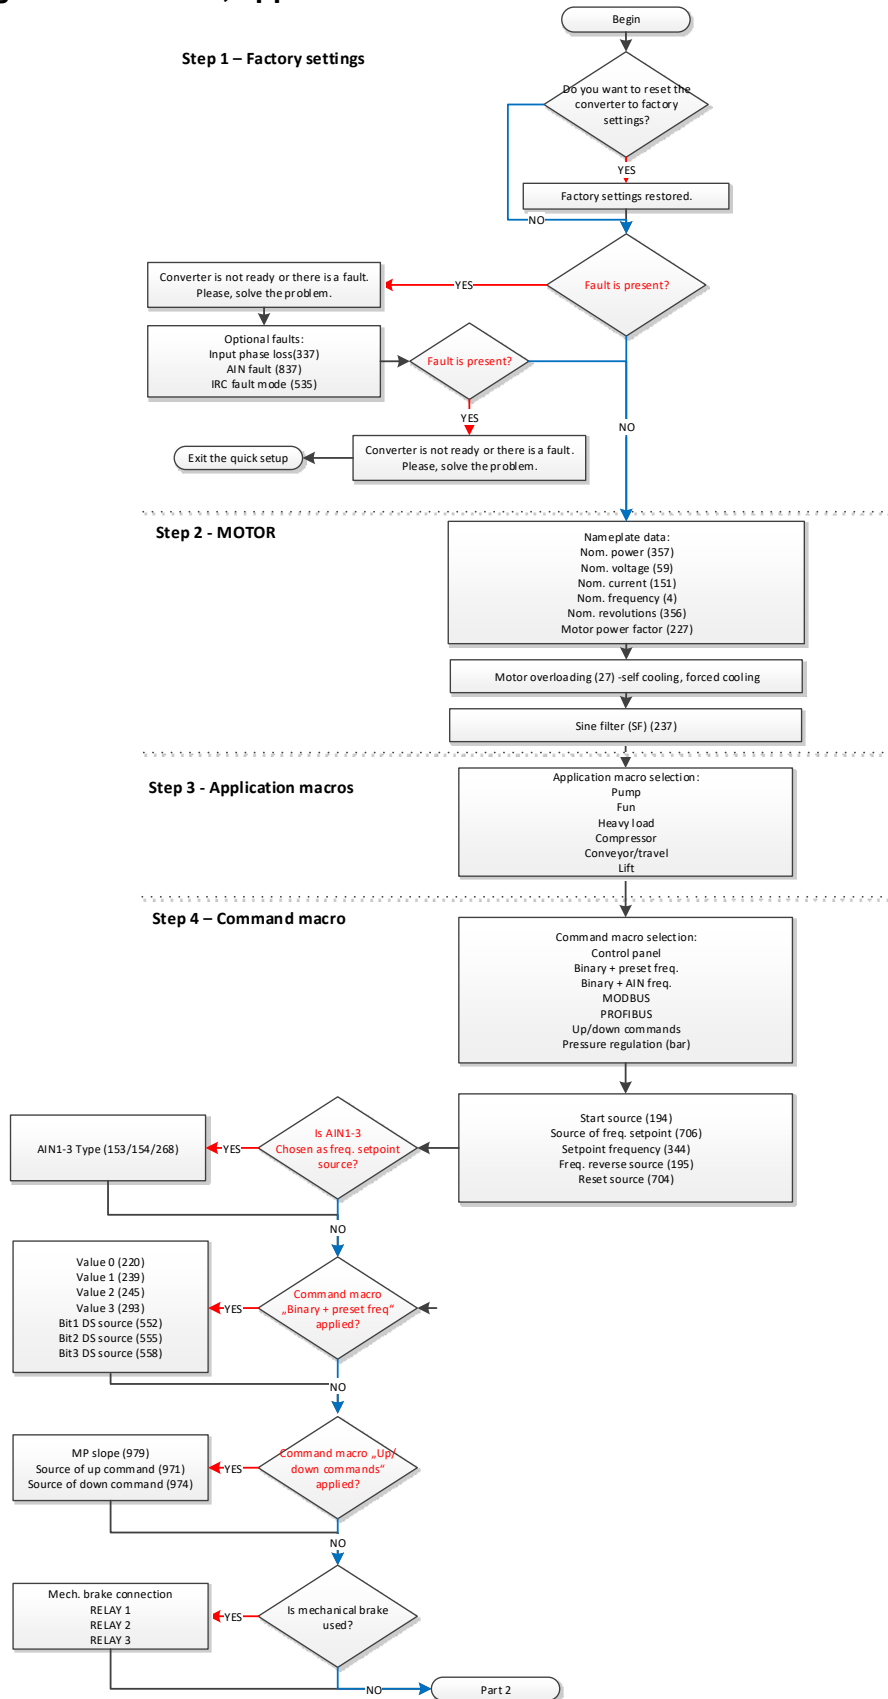 Begin
Step 1 – Factory settings
Do you want to reset the
converter to factory
settings?
YES
Factory settings restored.
NO
Converter is not ready or there is a fault.
Please, solve the problem.
YES
Fault is present?
Optional faults:
Input phase loss(337)
AIN fault (837)
IRC fault mode (535)
Fault is present?
YES
NO
Exit the quick setup
Converter is not ready or there is a fault.
Please, solve the problem.
Step 2 - MOTOR
Nameplate data:
Nom. power (357)
Nom. voltage (59)
Nom. current (151)
Nom. frequency (4)
Nom. revolutions (356)
Motor power factor (227)
Motor overloading (27) -self cooling, forced cooling
Sine filter (SF) (237)
Step 3 - Application macros
Application macro selection:
Pump
Fun
Heavy load
Compressor
Conveyor/travel
Lift
Step 4 – Command macro
Command macro selection:
Control panel
Binary + preset freq.
Binary + AIN freq.
MODBUS
PROFIBUS
Up/down commands
Pressure regulation (bar)
Start source (194)
Source of freq. setpoint (706)
Setpoint frequency (344)
Freq. reverse source (195)
Reset source (704)
Is AIN1-3
Chosen as freq. setpoint
source?
YES
AIN1-3 Type (153/154/268)
NO
Value 0 (220)
Value 1 (239)
Value 2 (245)
Value 3 (293)
Bit1 DS source (552)
Bit2 DS source (555)
Bit3 DS source (558)
YES
Command macro
„Binary + preset freq“
applied?
NO
MP slope (979)
Source of up command (971)
Source of down command (974)
YES
Command macro „Up/
down commands“
applied?
NO
Mech. brake connection
RELAY 1
RELAY 2
RELAY 3
YES
Is mechanical brake
used?
NO
Part 2